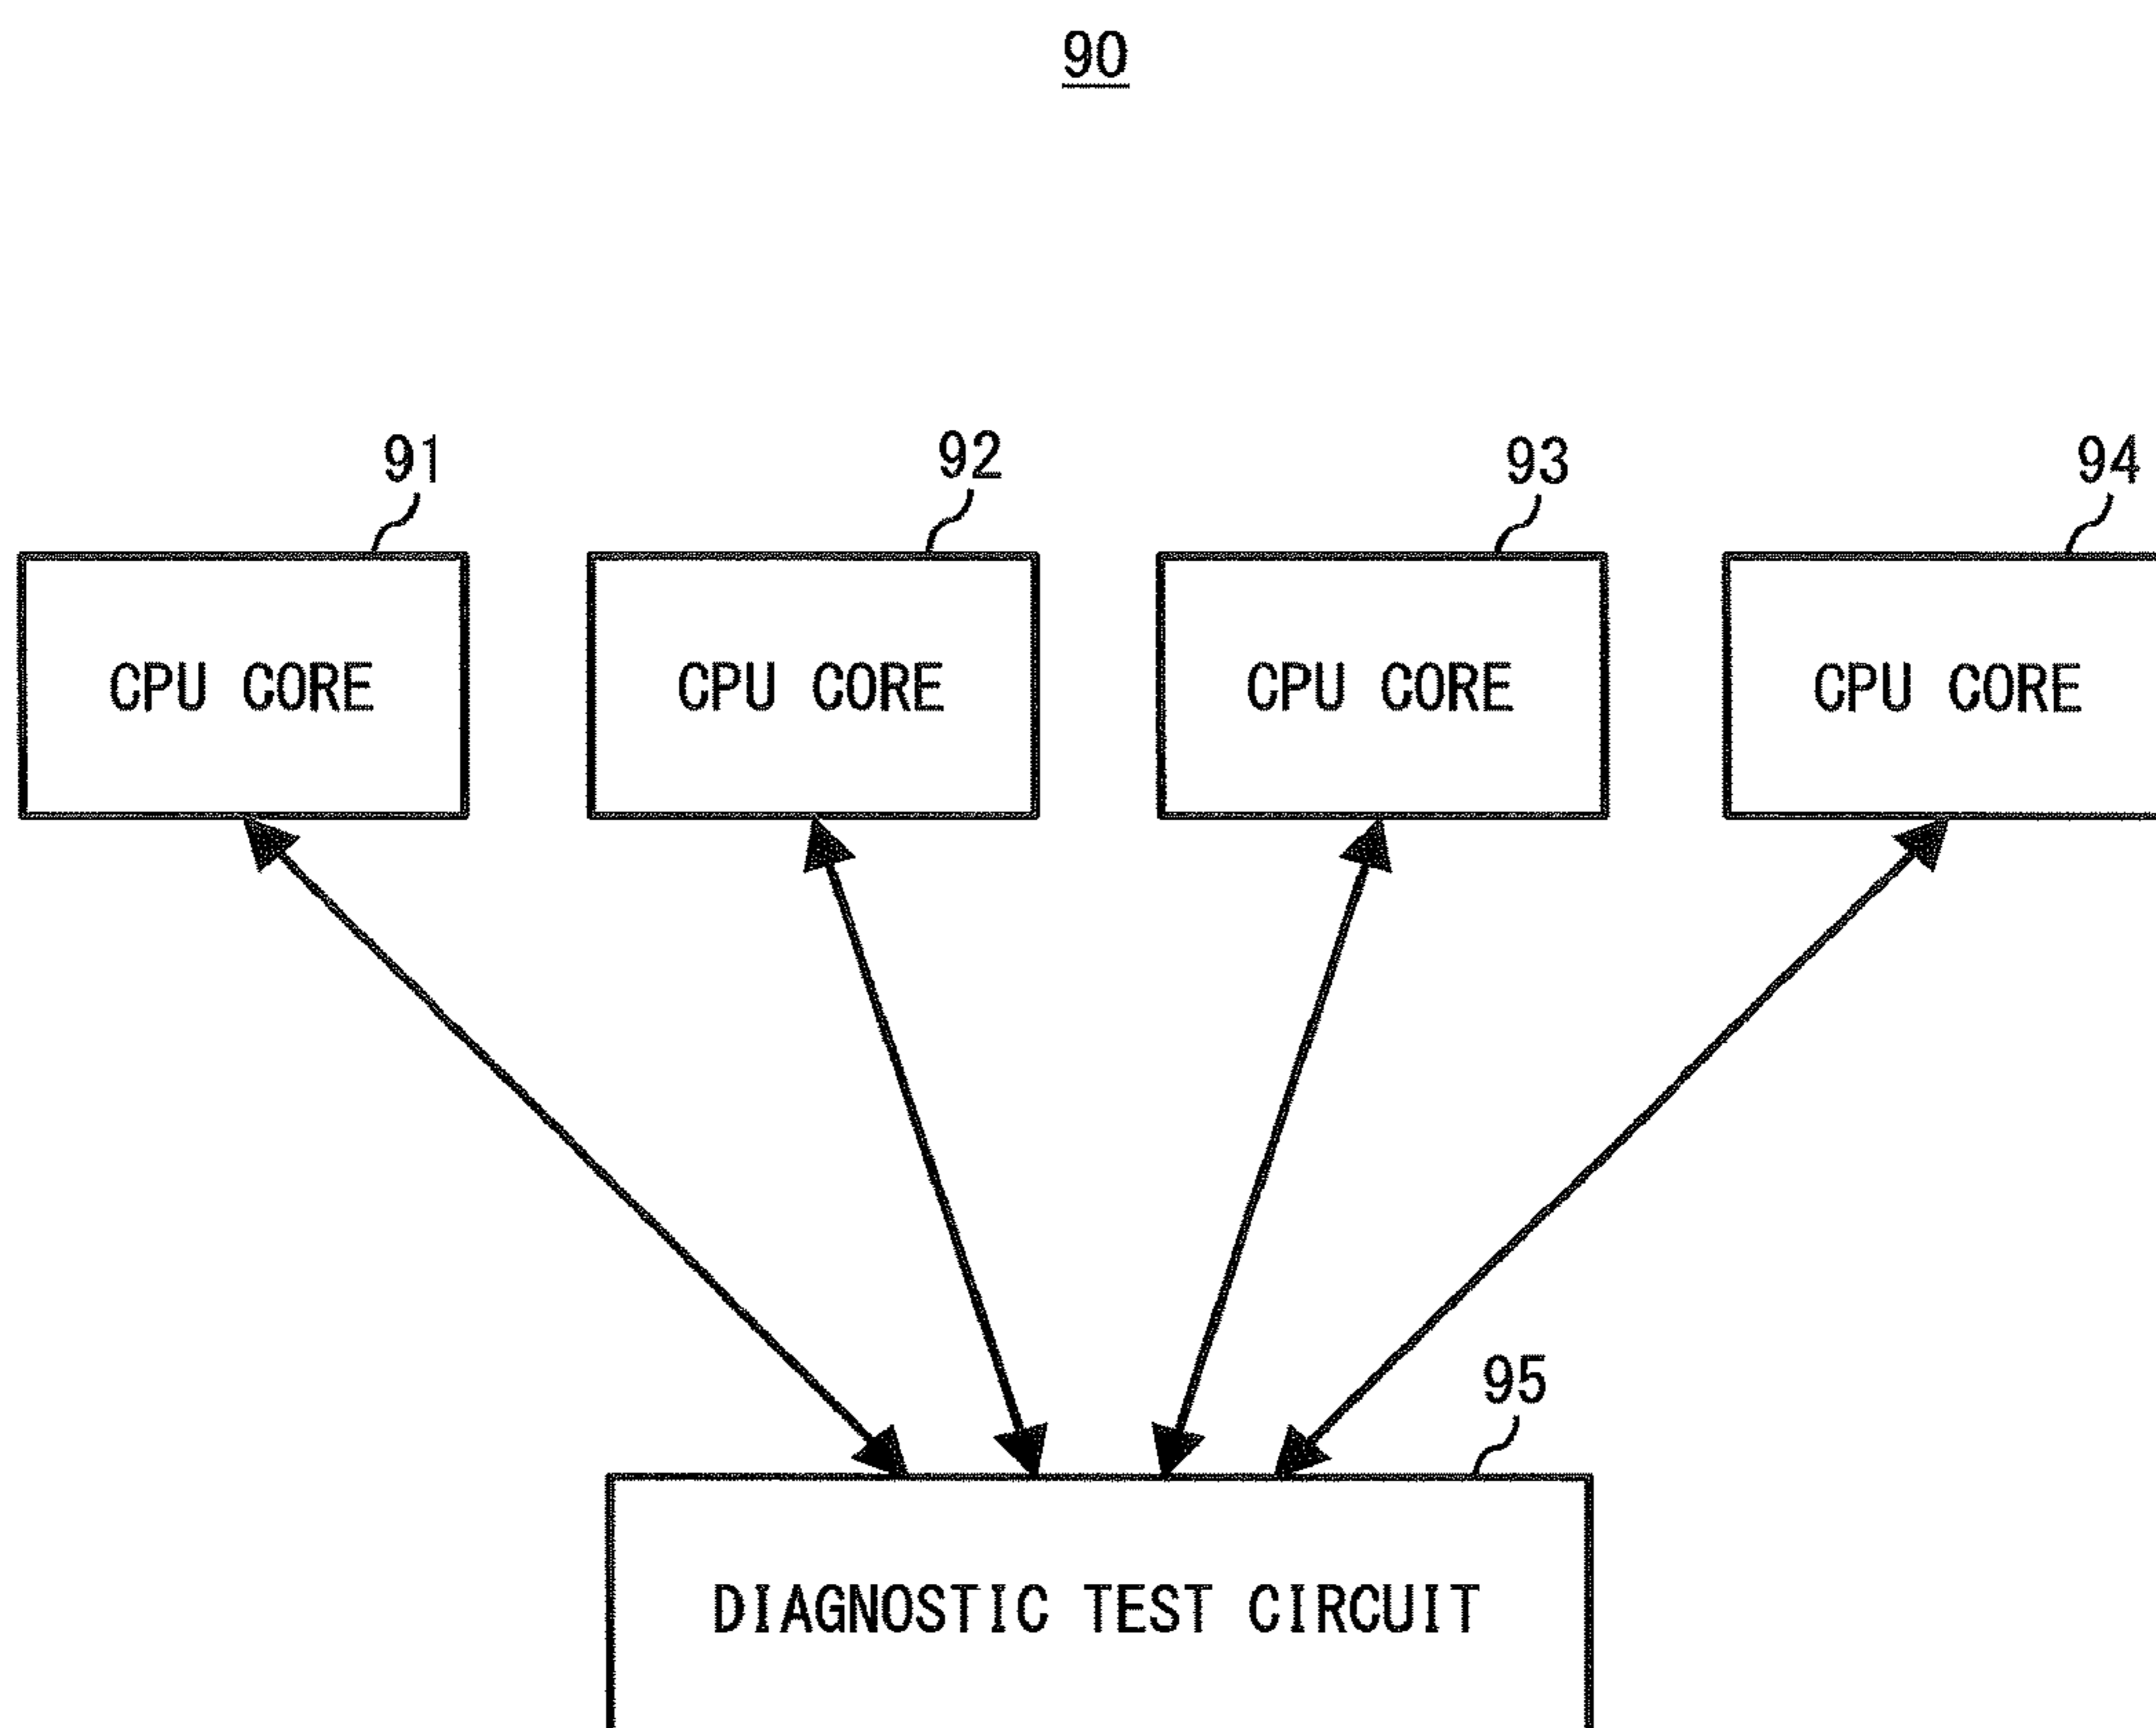 90
91 92 93 94
CPU CORE CPU CORE CPU CORE CPU CORE
95
DIAGNOSTIC TEST CIRCUIT